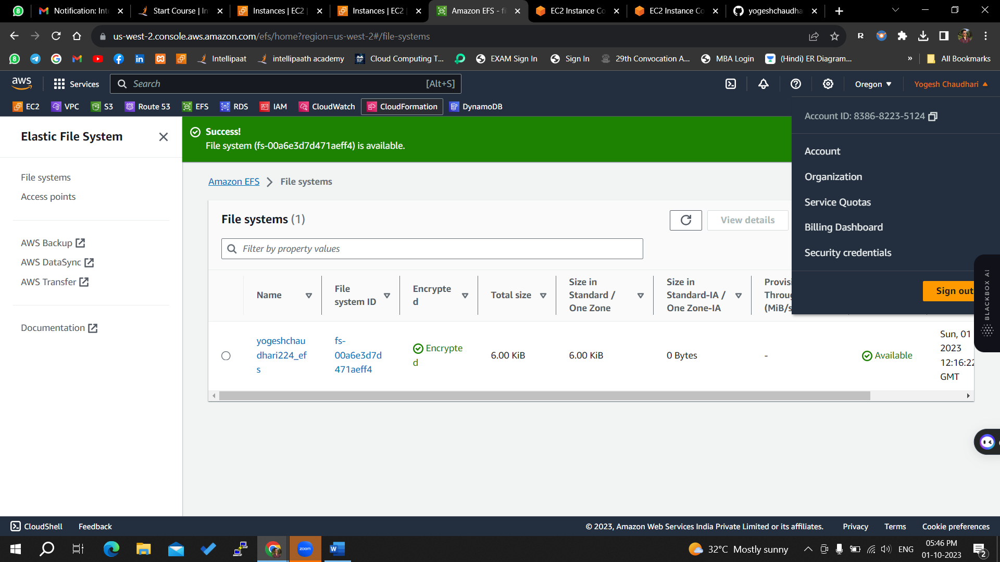 Notification: Inte
Start Course | In
Instances | EC2
Instances | EC2
Amazon EFS - fi
EC2 Instance Co
EC2 Instance Co
yogeshchaudha
us-west-2.console.aws.amazon.com/efs/home?region=us-west-2#/file-systems
Intellipaat
intellipaath academy
Cloud Computing T...
EXAM Sign In
Sign In
29th Convocation A...
MBA Login
(Hindi) ER Diagram...
»
All Bookmarks
aws
Services
Search
[Alt+S]
Oregon
Yogesh Chaudhari
EC2
VPC
S3
Route 53
EFS
RDS
IAM
CloudWatch
CloudFormation
DynamoDB
Account ID: 8386-8223-5124
Account
Organization
Service Quotas
Billing Dashboard
Security credentials
Sign out
BLACKBOX AI
Elastic File System
File systems
Access points
AWS Backup
AWS DataSync
AWS Transfer
Documentation
Success!
File system (fs-00a6e3d7d471aeff4) is available.
Amazon EFS
File systems
File systems (1)
View details
Filter by property values
Name
File
system ID
Encrypte
d
Total size
Size in
Standard /
One Zone
Size in
Standard-IA /
One Zone-IA
Provisi
Throu
(MiB/s
yogeshchau
dhari224_ef
s
fs-
00a6e3d7d
471aeff4
Encrypte
d
6.00 KiB
6.00 KiB
0 Bytes
-
Available
Sun, 01
2023
12:16:22
GMT
CloudShell
Feedback
© 2023, Amazon Web Services India Private Limited or its affiliates.
Privacy
Terms
Cookie preferences
zoom
32°C Mostly sunny
ENG
05:46 PM
01-10-2023
2